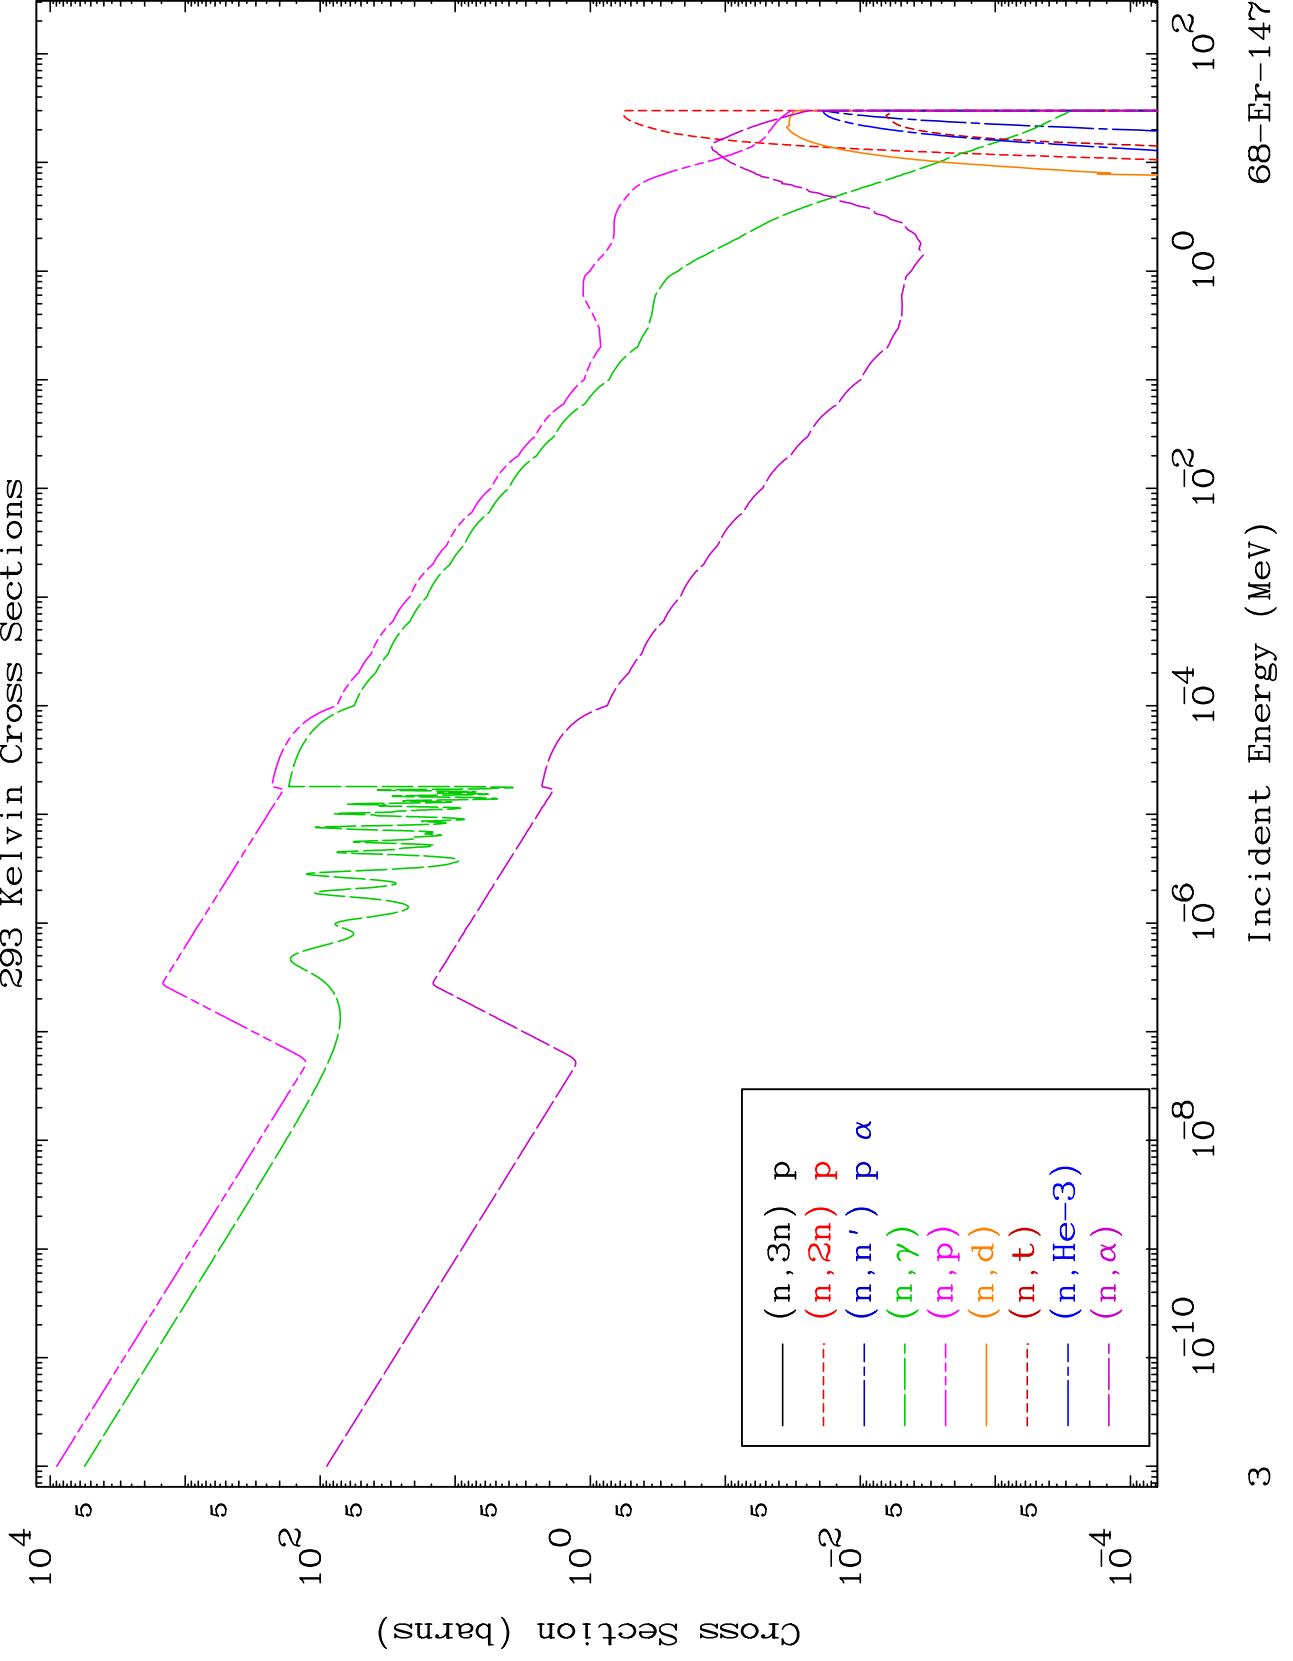 293 Kelvin Cross Sections
Cross Section (barns)
10^4
5
10^2
5
5
10^0
5
5
10^-2
5
5
10^-4
(n,3n) p
(n,2n) p
(n,n') p α
(n,γ)
(n,p)
(n,d)
(n,t)
(n,He-3)
(n,α)
10^-10
10^-8
10^-6
10^-4
10^-2
10^0
10^2
3
Incident Energy (MeV)
68-Er-147